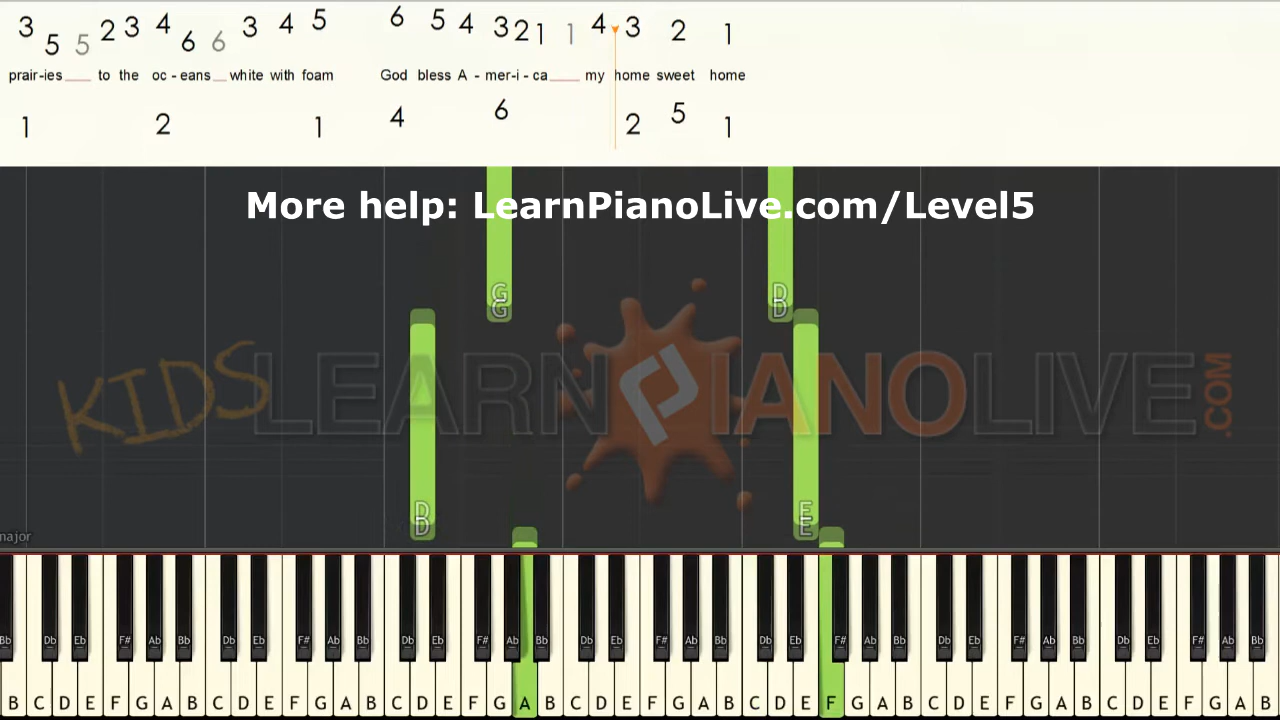 3 5 5 2 3 4 6 6 3 4 5 6 5 4 3 2 1 1 4 3 2 1
prair-ies___ to the oc - eans__ white with foam God bless A - mer-i - ca____ my home sweet home
1 2 1 4 6 2 5 1
More help: LearnPianoLive.com/Level5
G D
G D
KIDS LEARNPIANOLIVE.COM
D E
D E
major
Bb Db Eb F# Ab Bb Db Eb F# Ab Bb Db Eb F# Ab Bb Db Eb F# Ab Bb Db Eb F# Ab Bb Db Eb F# Ab Bb Db Eb F# Ab Bb
B C D E F G A B C D E F G A B C D E F G A B C D E F G A B C D E F G A B C D E F G A B C D E F G A B